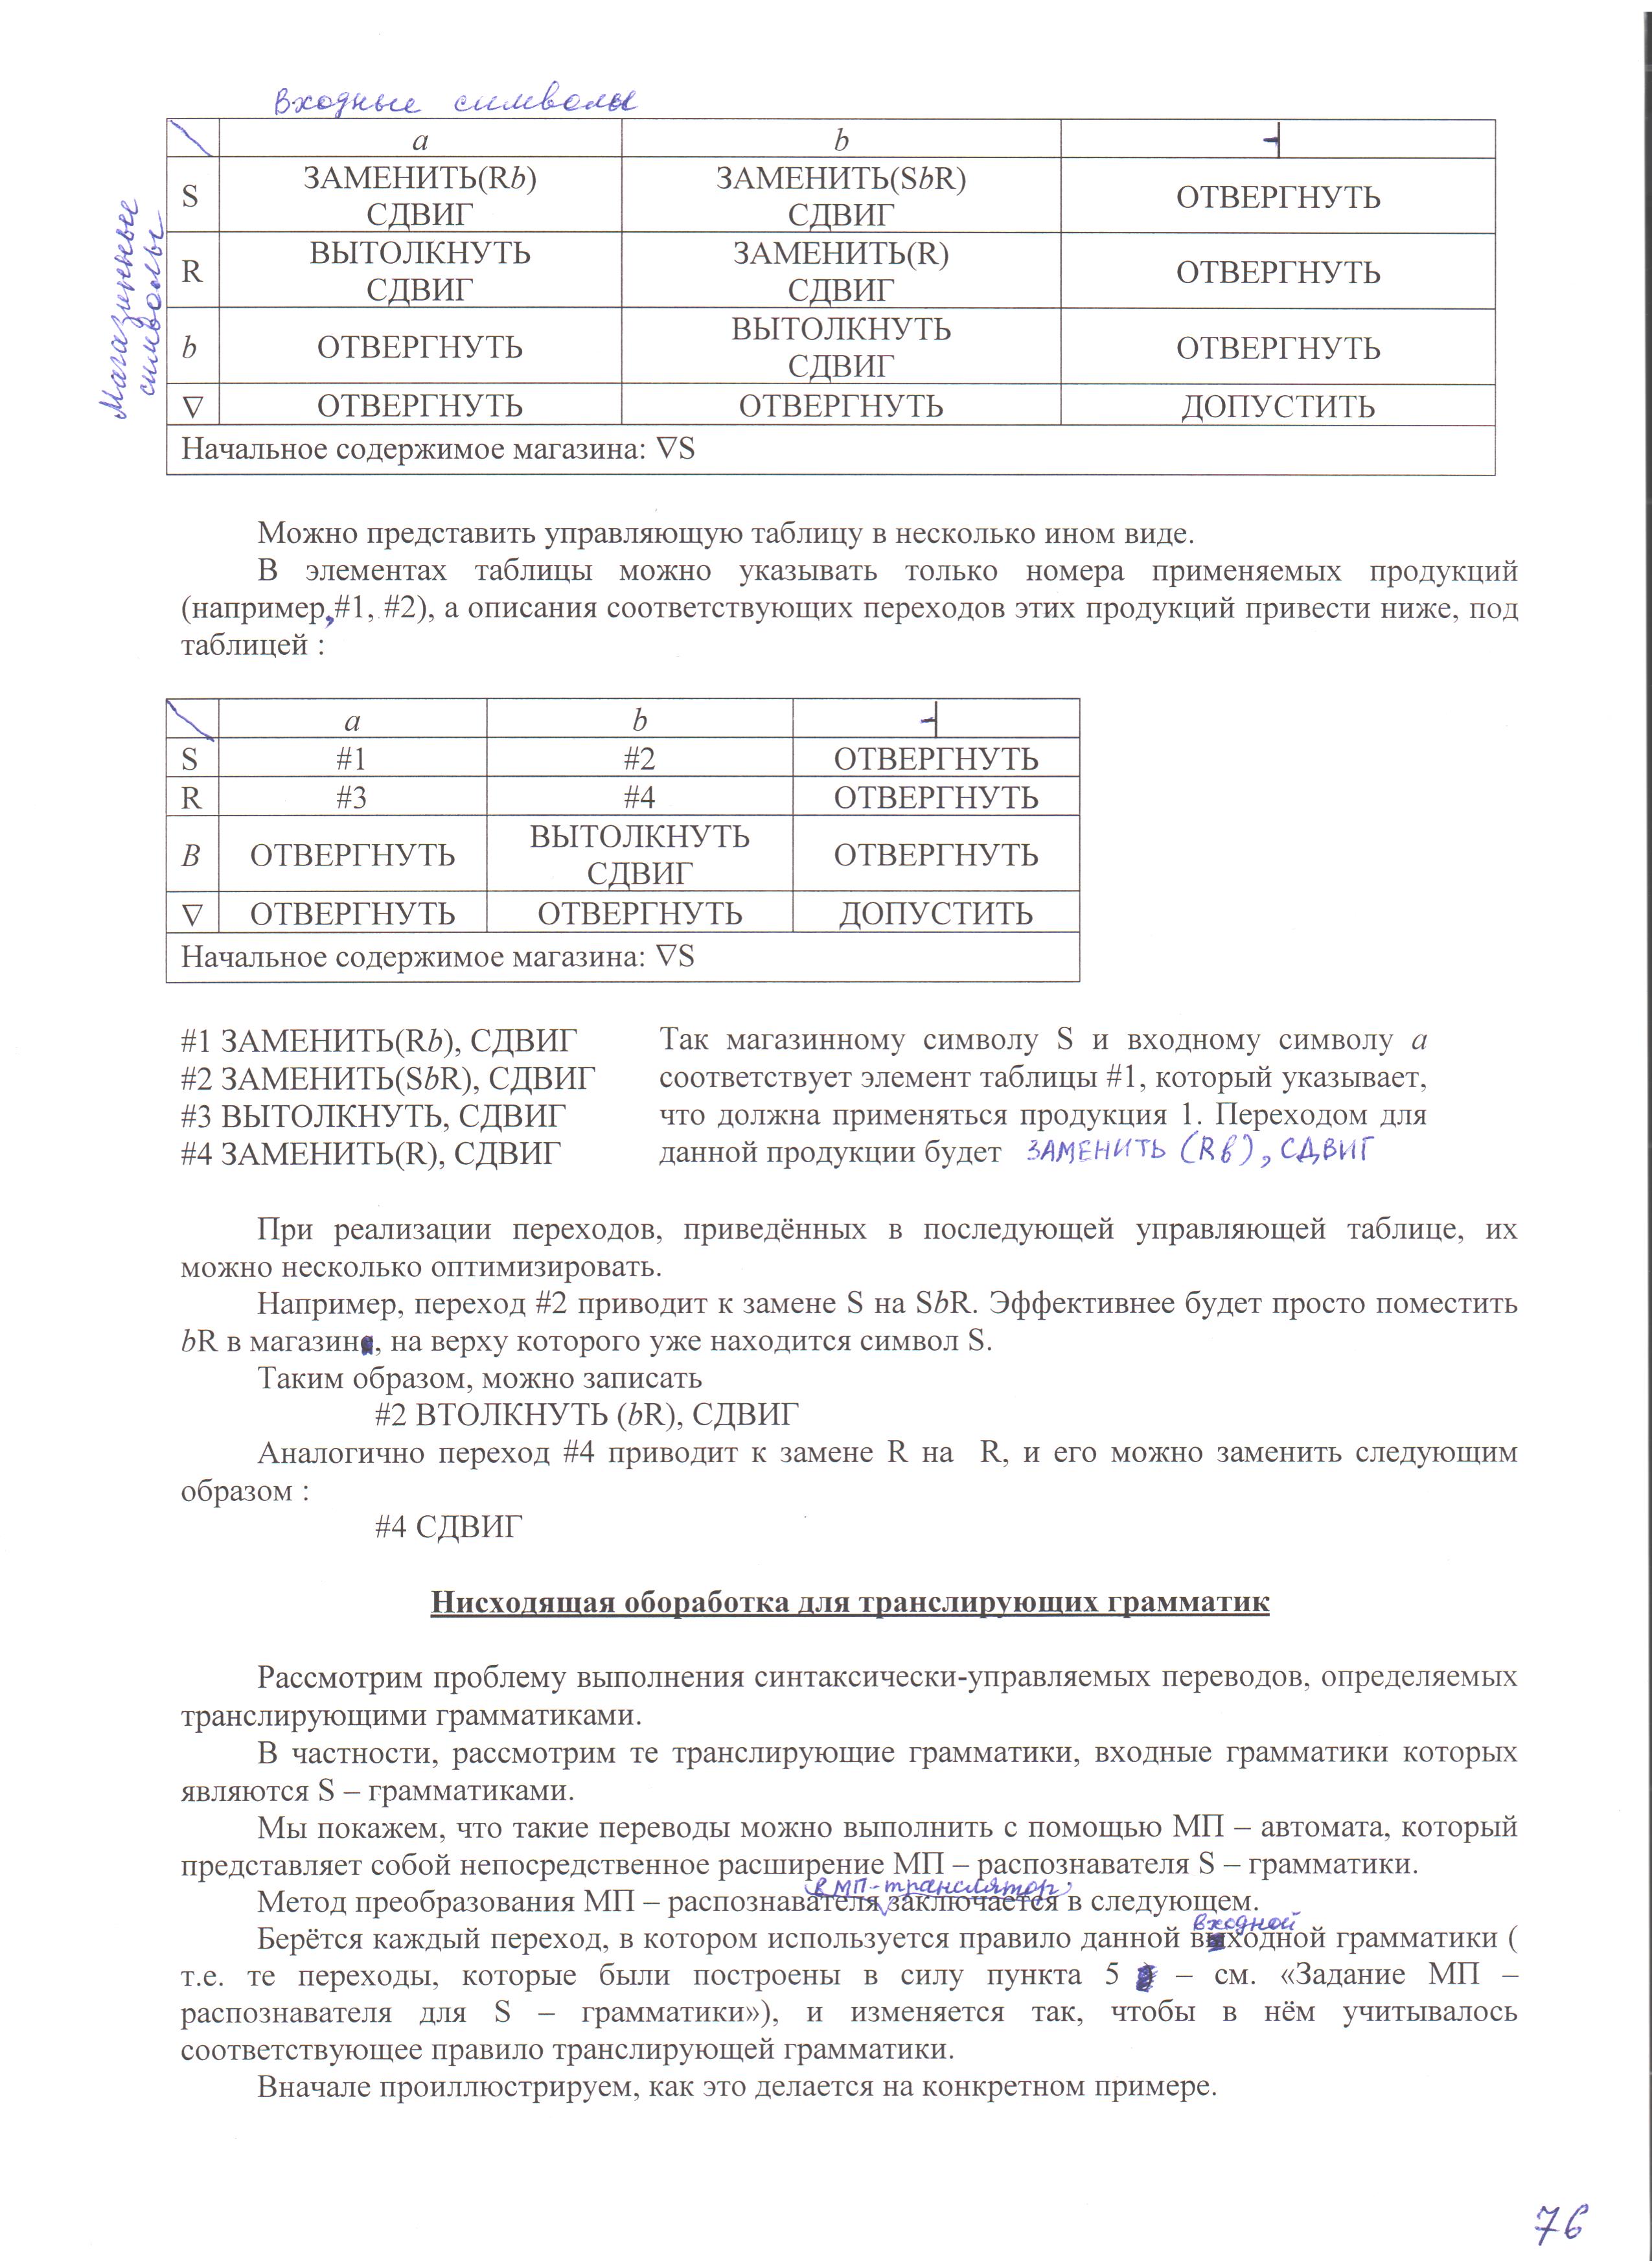 Входные символы
Магазинные
символы
a b ⊣
S ЗАМЕНИТЬ(Rb) ЗАМЕНИТЬ(SbR) ОТВЕРГНУТЬ
СДВИГ СДВИГ
R ВЫТОЛКНУТЬ ЗАМЕНИТЬ(R) ОТВЕРГНУТЬ
СДВИГ СДВИГ
b ОТВЕРГНУТЬ ВЫТОЛКНУТЬ ОТВЕРГНУТЬ
СДВИГ
∇ ОТВЕРГНУТЬ ОТВЕРГНУТЬ ДОПУСТИТЬ
Начальное содержимое магазина: ∇S
Можно представить управляющую таблицу в несколько ином виде.
В элементах таблицы можно указывать только номера применяемых продукций
(например, #1, #2), а описания соответствующих переходов этих продукций привести ниже, под
таблицей :
a b ⊣
S #1 #2 ОТВЕРГНУТЬ
R #3 #4 ОТВЕРГНУТЬ
B ОТВЕРГНУТЬ ВЫТОЛКНУТЬ ОТВЕРГНУТЬ
СДВИГ
∇ ОТВЕРГНУТЬ ОТВЕРГНУТЬ ДОПУСТИТЬ
Начальное содержимое магазина: ∇S
#1 ЗАМЕНИТЬ(Rb), СДВИГ
#2 ЗАМЕНИТЬ(SbR), СДВИГ
#3 ВЫТОЛКНУТЬ, СДВИГ
#4 ЗАМЕНИТЬ(R), СДВИГ
Так магазинному символу S и входному символу a
соответствует элемент таблицы #1, который указывает,
что должна применяться продукция 1. Переходом для
данной продукции будет ЗАМЕНИТЬ (Rb), СДВИГ
При реализации переходов, приведённых в последующей управляющей таблице, их
можно несколько оптимизировать.
Например, переход #2 приводит к замене S на SbR. Эффективнее будет просто поместить
bR в магазин, на верху которого уже находится символ S.
Таким образом, можно записать
#2 ВТОЛКНУТЬ (bR), СДВИГ
Аналогично переход #4 приводит к замене R на R, и его можно заменить следующим
образом :
#4 СДВИГ
Нисходящая обоработка для транслирующих грамматик
Рассмотрим проблему выполнения синтаксически-управляемых переводов, определяемых
транслирующими грамматиками.
В частности, рассмотрим те транслирующие грамматики, входные грамматики которых
являются S – грамматиками.
Мы покажем, что такие переводы можно выполнить с помощью МП – автомата, который
представляет собой непосредственное расширение МП – распознавателя S – грамматики.
в МП-транслятор
Метод преобразования МП – распознавателя заключается в следующем.
входной
Берётся каждый переход, в котором используется правило данной выходной грамматики (
т.е. те переходы, которые были построены в силу пункта 5 – см. «Задание МП –
распознавателя для S – грамматики»), и изменяется так, чтобы в нём учитывалось
соответствующее правило транслирующей грамматики.
Вначале проиллюстрируем, как это делается на конкретном примере.
76